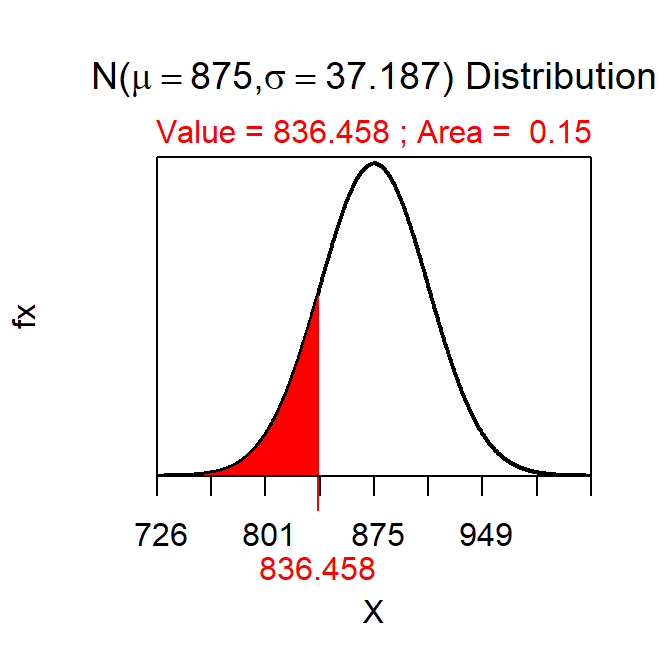 N(μ = 875,σ = 37.187) Distribution
Value = 836.458 ; Area =  0.15
fx
726 801 875 949
836.458
X